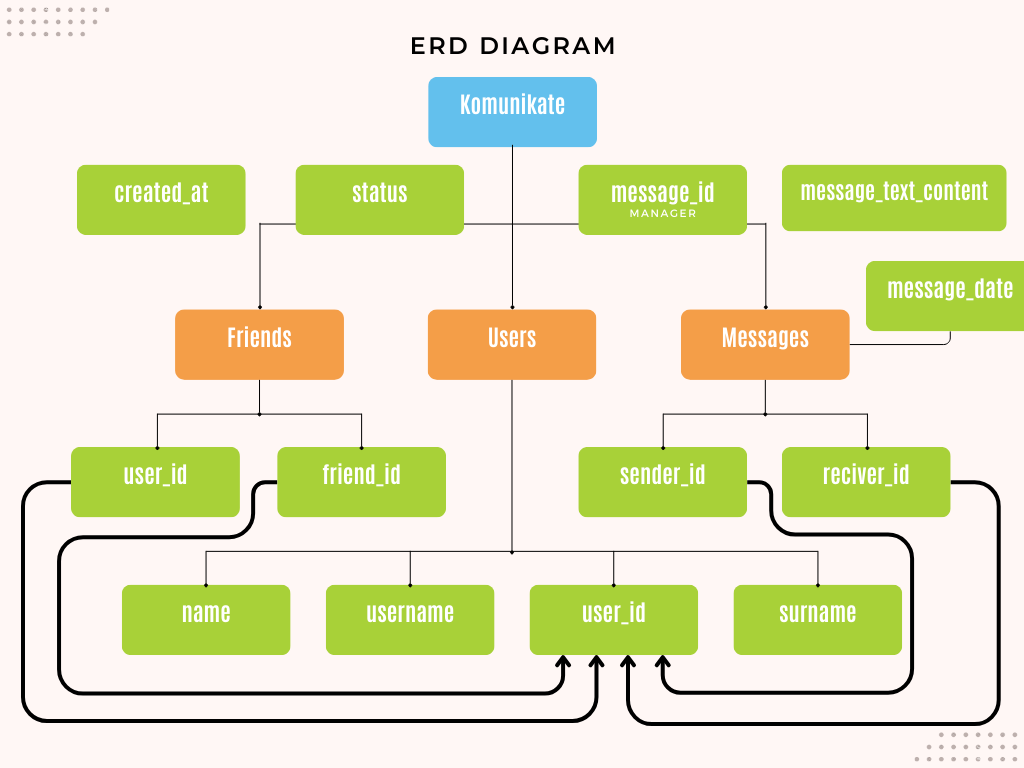 ERD DIAGRAM
Komunikate
created_at
status
message_id
MANAGER
message_text_content
message_date
Friends
Users
Messages
user_id
friend_id
sender_id
reciver_id
name
username
user_id
surname